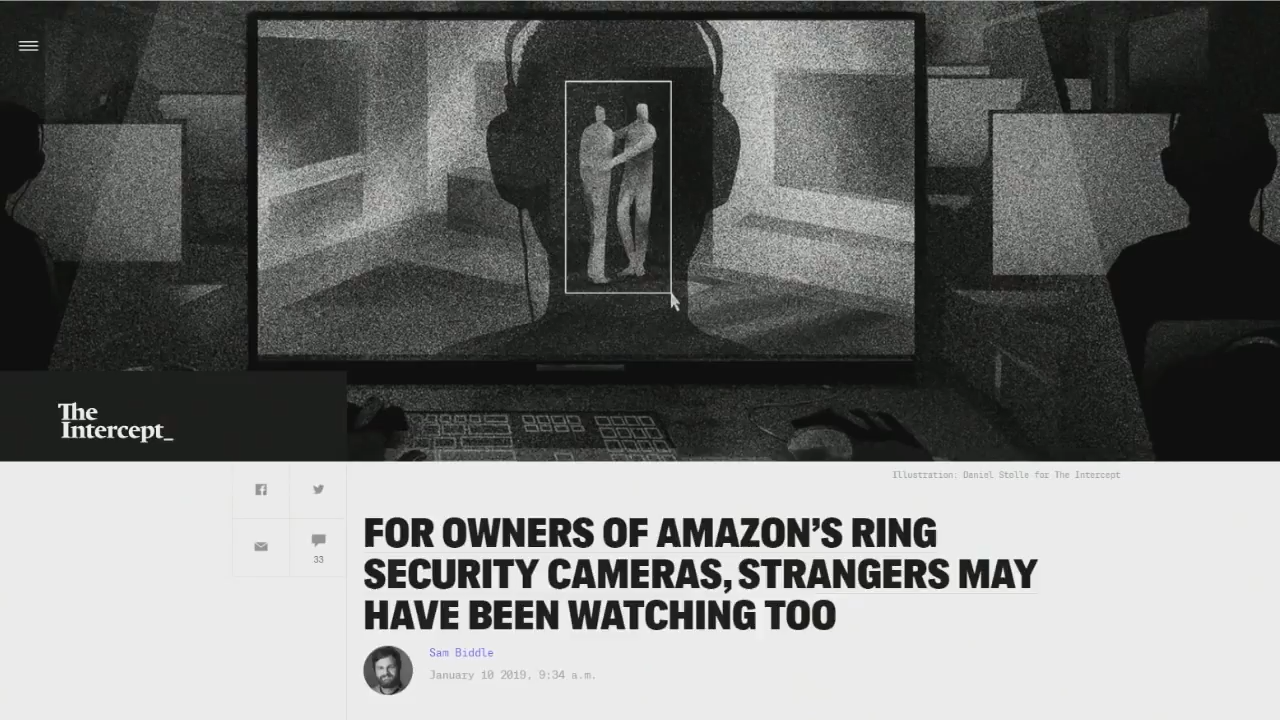 The
Intercept_
Illustration: Daniel Stolle for The Intercept
33
FOR OWNERS OF AMAZON'S RING
SECURITY CAMERAS, STRANGERS MAY
HAVE BEEN WATCHING TOO
Sam Biddle
January 10 2019, 9:34 a.m.